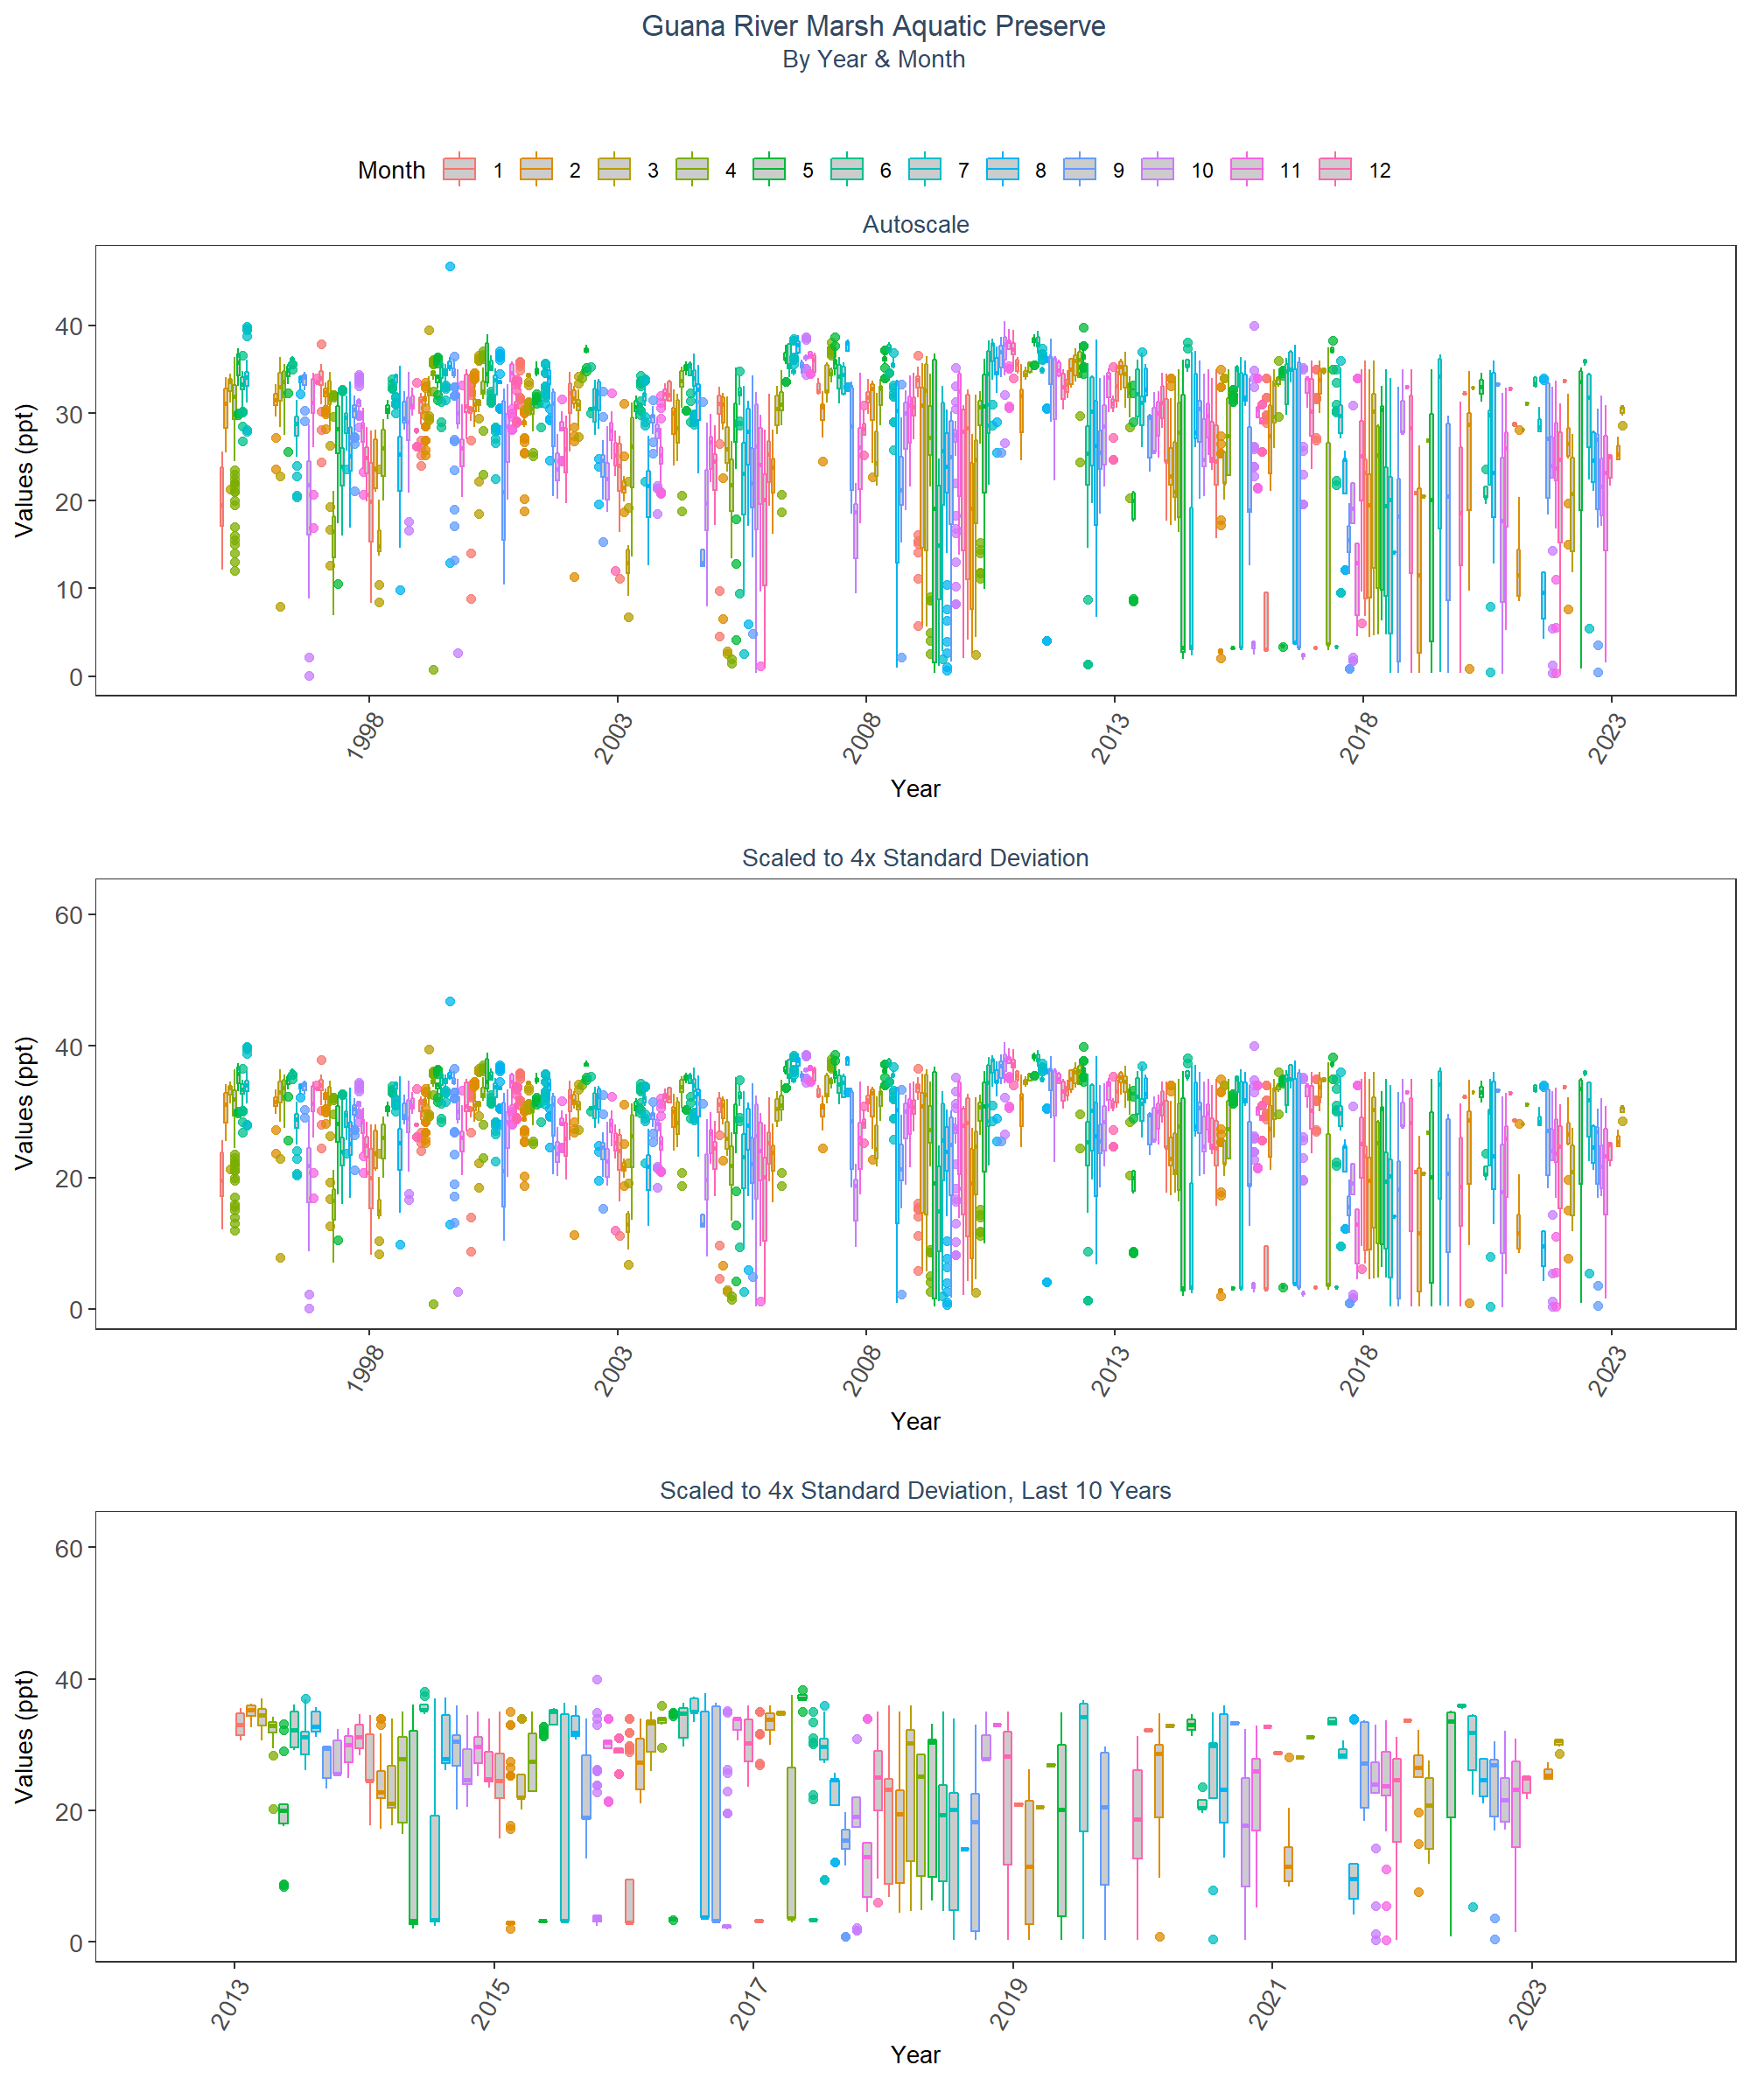 Guana River Marsh Aquatic Preserve
By Year & Month
Month 1 2 3 4 5 6 7 8 9 10 11 12
Autoscale
Values (ppt)
40
30
20
10
0
1998 2003 2008 2013 2018 2023
Year
Scaled to 4x Standard Deviation
Values (ppt)
60
40
20
0
1998 2003 2008 2013 2018 2023
Year
Scaled to 4x Standard Deviation, Last 10 Years
Values (ppt)
60
40
20
0
2013 2015 2017 2019 2021 2023
Year